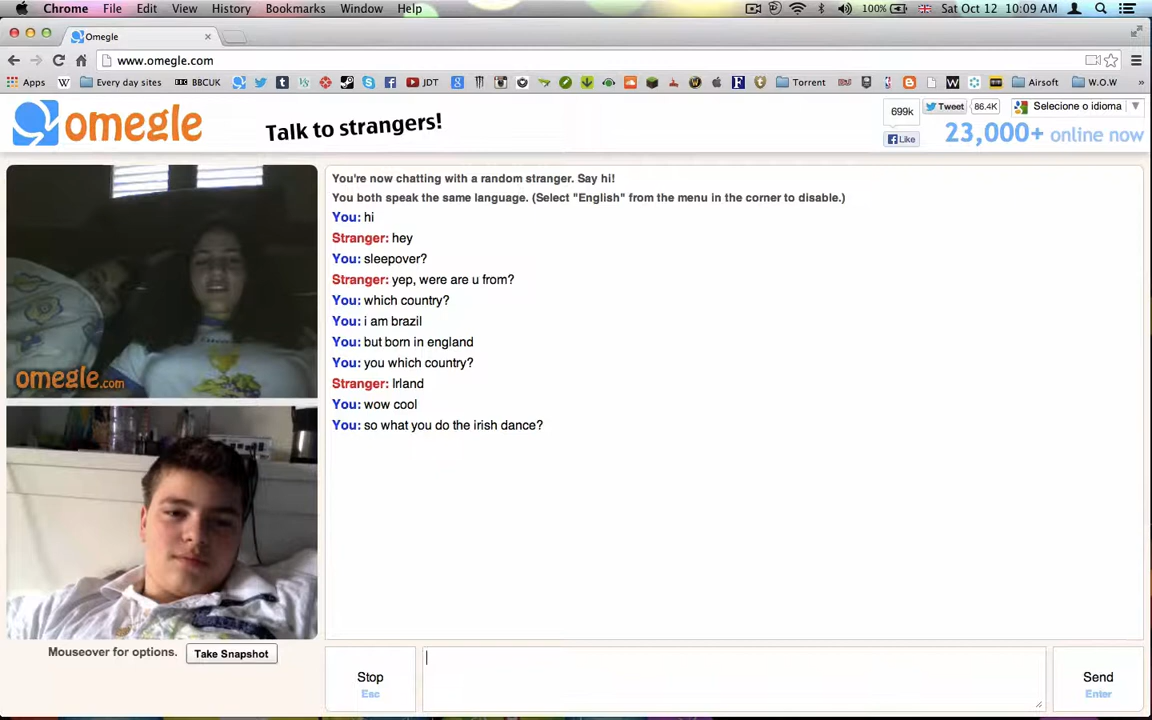 Chrome File Edit View History Bookmarks Window Help 100% Sat Oct 12 10:09 AM
Omegle
www.omegle.com
Apps Every day sites BBCUK JDT Torrent Airsoft W.O.W »
omegle Talk to strangers! 699k Like Tweet 86.4K Selecione o idioma
23,000+ online now
You're now chatting with a random stranger. Say hi!
You both speak the same language. (Select "English" from the menu in the corner to disable.)
You: hi
Stranger: hey
You: sleepover?
Stranger: yep, were are u from?
You: which country?
You: i am brazil
You: but born in england
You: you which country?
Stranger: Irland
You: wow cool
You: so what you do the irish dance?
omegle.com
Mouseover for options. Take Snapshot
Stop
Esc
Send
Enter